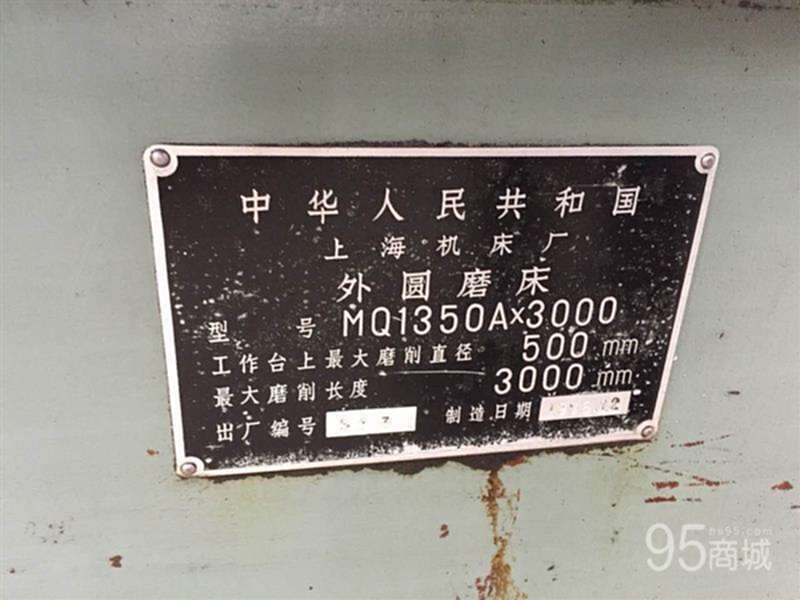 中华人民共和国
上海机床厂
外圆磨床
型号 MQ1350A×3000
工作台上最大磨削直径 500 mm
最大磨削长度 3000 mm
出厂编号 制造日期
bu95.com
95商城